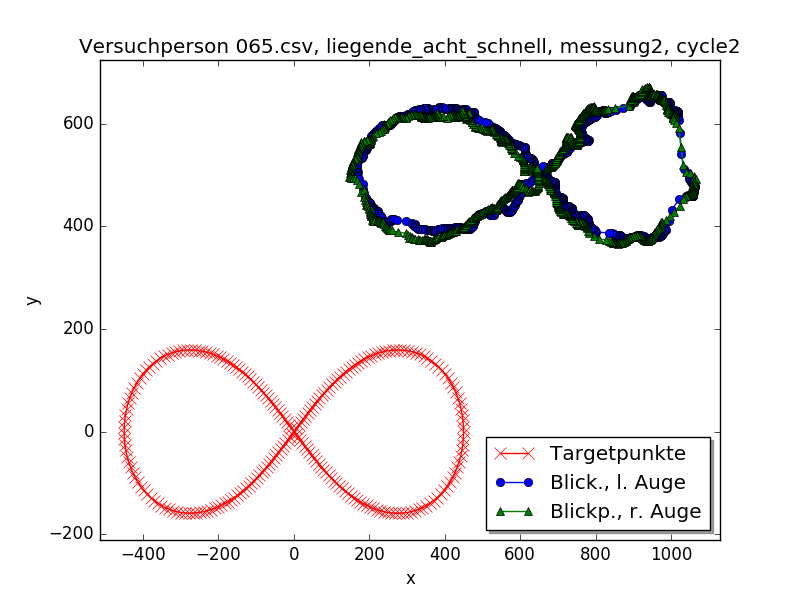 Versuchperson 065.csv, liegende_acht_schnell, messung2, cycle2
y
600
400
200
0
−200
−400
−200
0
200
400
600
800
1000
x
Targetpunkte
Blick., l. Auge
Blickp., r. Auge